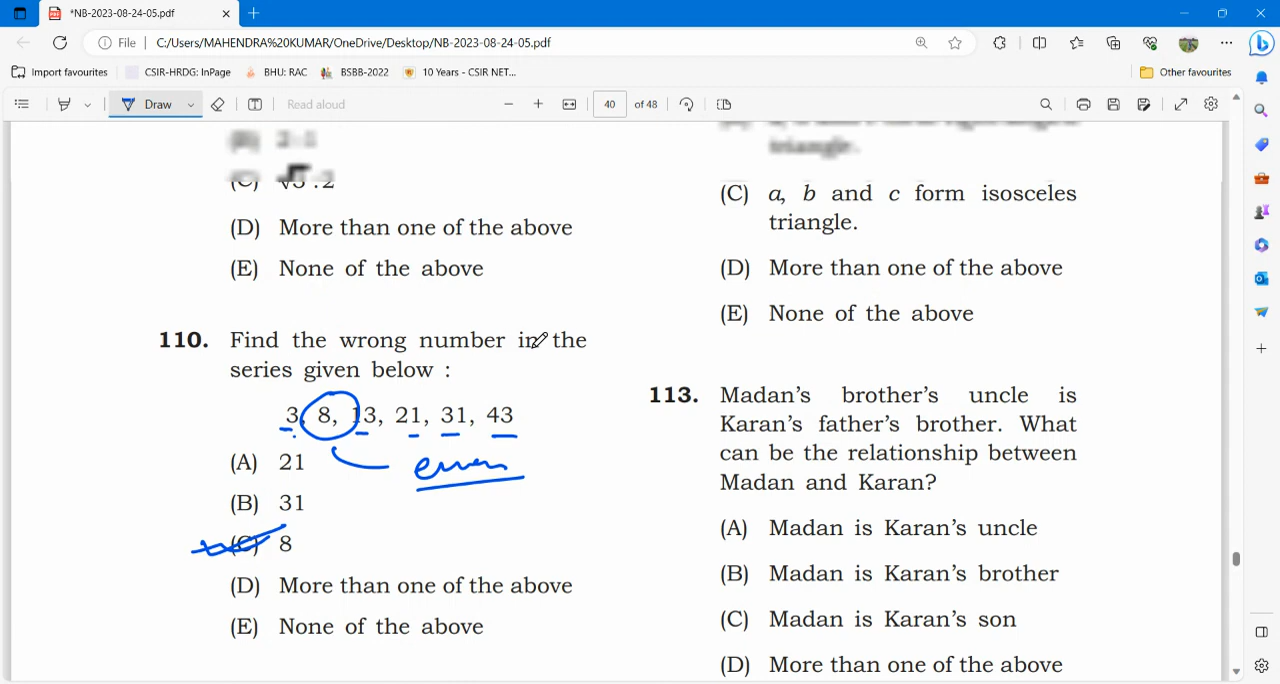 *NB-2023-08-24-05.pdf
File
C:/Users/MAHENDRA%20KUMAR/OneDrive/Desktop/NB-2023-08-24-05.pdf
Import favourites
CSIR-HRDG: InPage
BHU: RAC
BSBB-2022
10 Years - CSIR NET...
Other favourites
Draw
Read aloud
40 of 48
(D) More than one of the above
(E) None of the above
110. Find the wrong number in the
series given below :
3, 8, 13, 21, 31, 43
even
(A) 21
(B) 31
(C) 8
(D) More than one of the above
(E) None of the above
(C) a, b and c form isosceles
triangle.
(D) More than one of the above
(E) None of the above
113. Madan's brother's uncle is
Karan's father's brother. What
can be the relationship between
Madan and Karan?
(A) Madan is Karan's uncle
(B) Madan is Karan's brother
(C) Madan is Karan's son
(D) More than one of the above